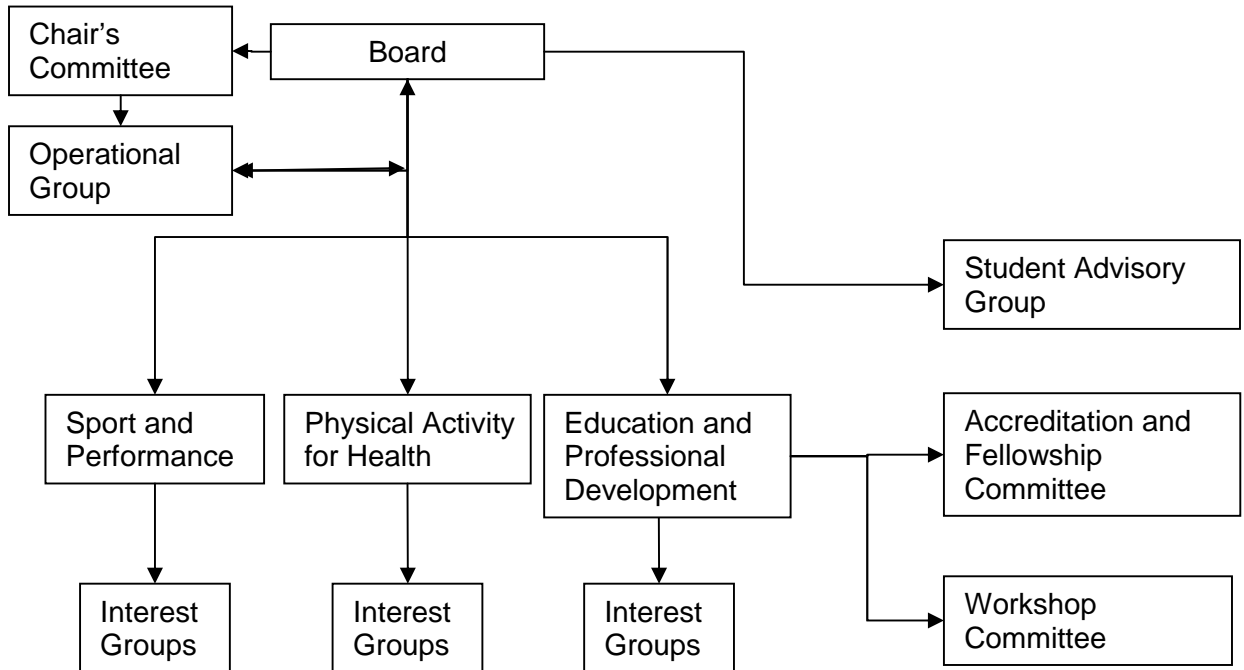 Chair’s
Committee
Board
Operational
Group
Student Advisory
Group
Sport and
Performance
Physical Activity
for Health
Education and
Professional
Development
Accreditation and
Fellowship
Committee
Interest
Groups
Interest
Groups
Interest
Groups
Workshop
Committee